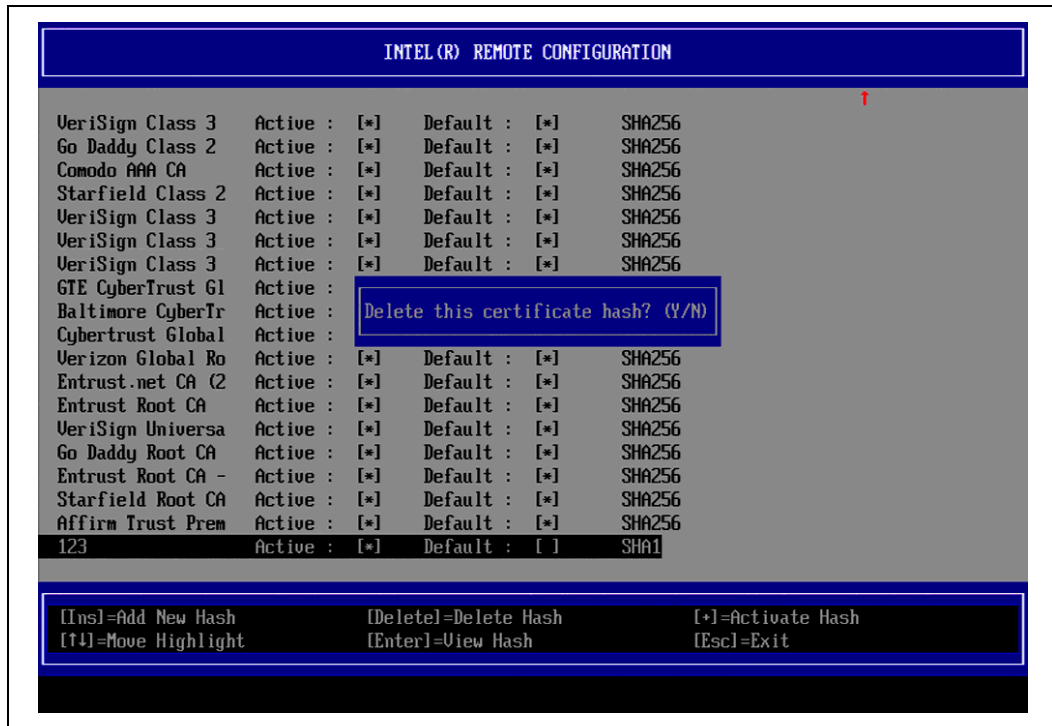 INTEL(R) REMOTE CONFIGURATION
↑
VeriSign Class 3 Active : [*] Default : [*] SHA256
Go Daddy Class 2 Active : [*] Default : [*] SHA256
Comodo AAA CA Active : [*] Default : [*] SHA256
Starfield Class 2 Active : [*] Default : [*] SHA256
VeriSign Class 3 Active : [*] Default : [*] SHA256
VeriSign Class 3 Active : [*] Default : [*] SHA256
VeriSign Class 3 Active : [*] Default : [*] SHA256
GTE CyberTrust Gl Active :
Baltimore CyberTr Active :
Cybertrust Global Active :
Delete this certificate hash? (Y/N)
Verizon Global Ro Active : [*] Default : [*] SHA256
Entrust.net CA (2 Active : [*] Default : [*] SHA256
Entrust Root CA Active : [*] Default : [*] SHA256
VeriSign Universa Active : [*] Default : [*] SHA256
Go Daddy Root CA Active : [*] Default : [*] SHA256
Entrust Root CA - Active : [*] Default : [*] SHA256
Starfield Root CA Active : [*] Default : [*] SHA256
Affirm Trust Prem Active : [*] Default : [*] SHA256
123 Active : [*] Default : [ ] SHA1
[Ins]=Add New Hash [Delete]=Delete Hash [+]=Activate Hash
[↑↓]=Move Highlight [Enter]=View Hash [Esc]=Exit